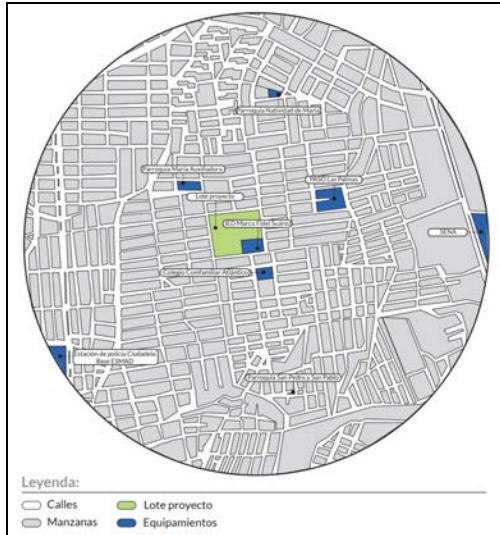 Parroquia Natividad de María
Parroquia María Auxiliadora
PASO Las Palmas
Lote proyecto
IED Marco Fidel Suárez
SENA
Colegio Comfamiliar Atlántico
Estación de policía Ciudadela
Base ESMAD
Parroquia San Pedro y San Pablo
Leyenda:
Calles
Lote proyecto
Manzanas
Equipamientos